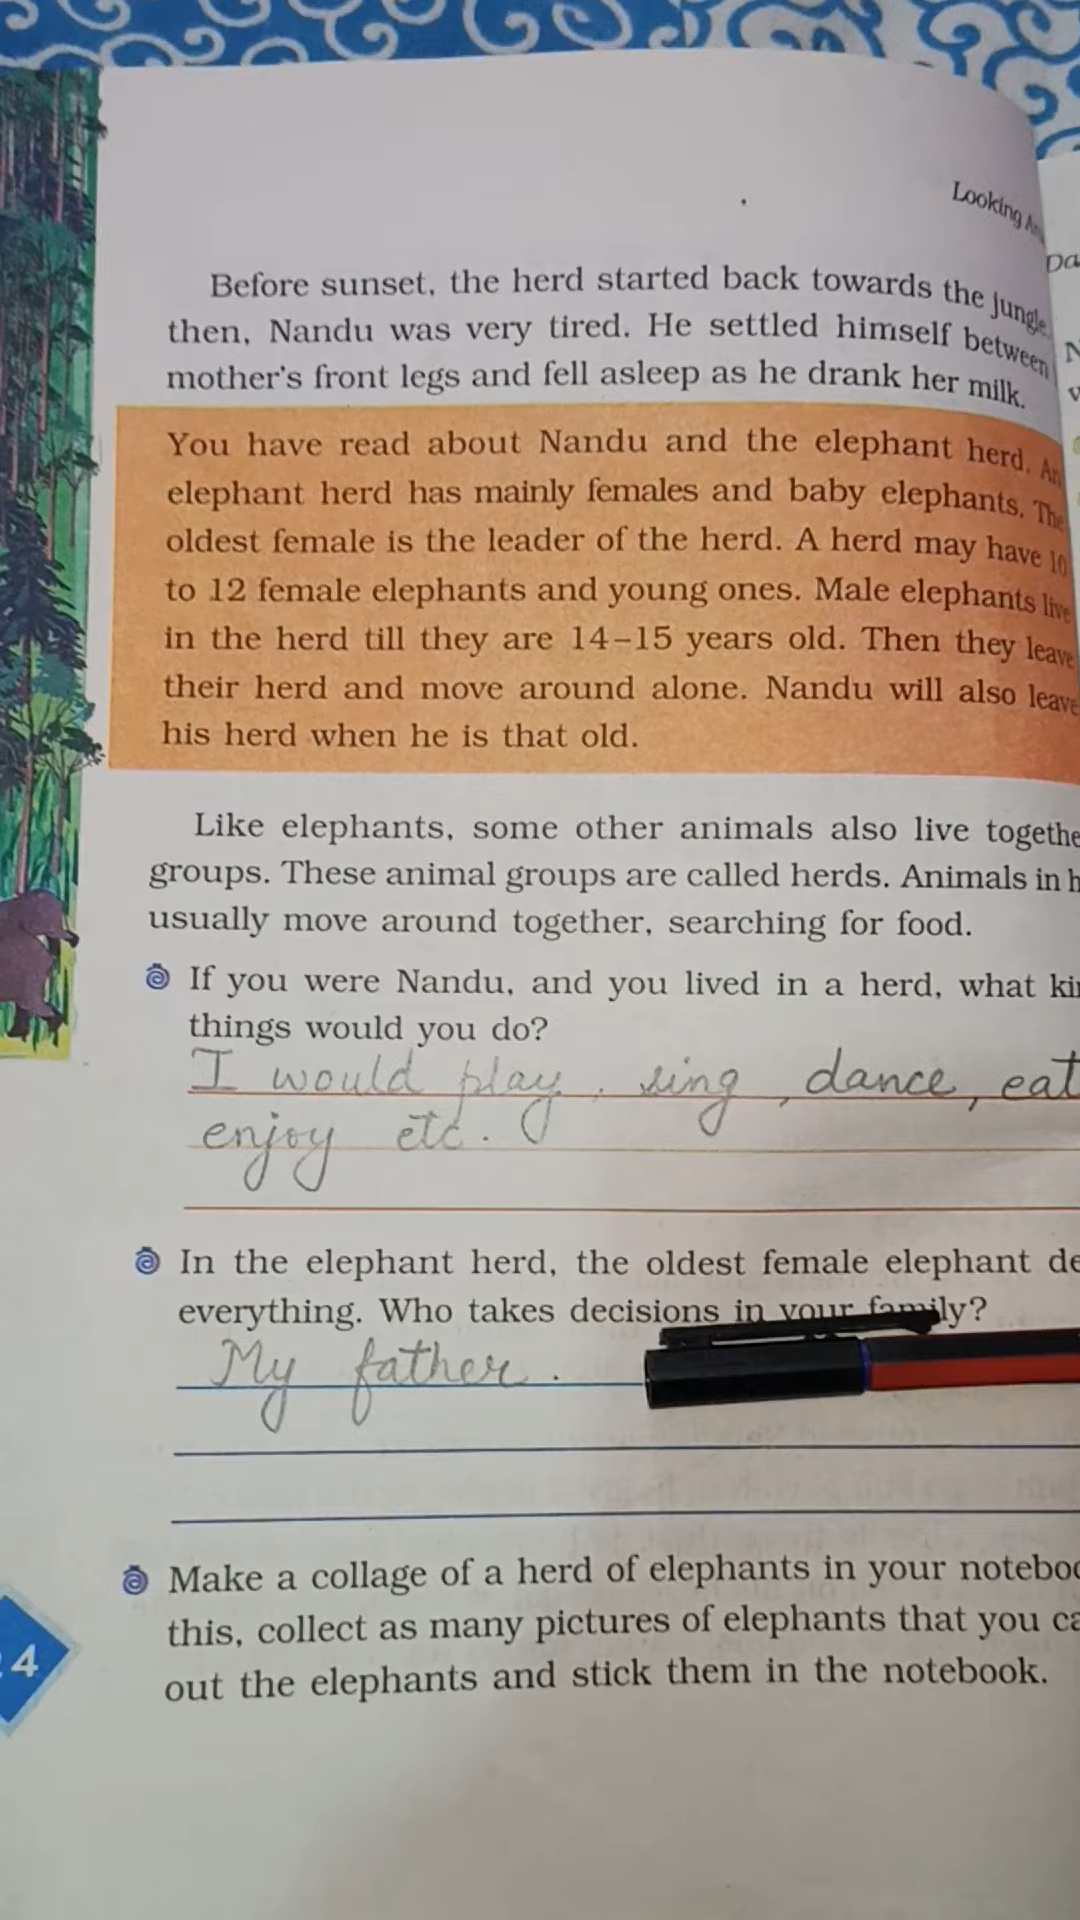 Looking
Da
Before sunset, the herd started back towards the jungle.
then, Nandu was very tired. He settled himself between
mother's front legs and fell asleep as he drank her milk.
You have read about Nandu and the elephant herd. An
elephant herd has mainly females and baby elephants. The
oldest female is the leader of the herd. A herd may have 10
to 12 female elephants and young ones. Male elephants live
in the herd till they are 14–15 years old. Then they leave
their herd and move around alone. Nandu will also leave
his herd when he is that old.
Like elephants, some other animals also live togethe
groups. These animal groups are called herds. Animals in h
usually move around together, searching for food.
If you were Nandu, and you lived in a herd, what ki
things would you do?
I would play, sing, dance, eat
enjoy etc.
In the elephant herd, the oldest female elephant de
everything. Who takes decisions in your family?
My father.
Make a collage of a herd of elephants in your notebo
this, collect as many pictures of elephants that you ca
out the elephants and stick them in the notebook.
4